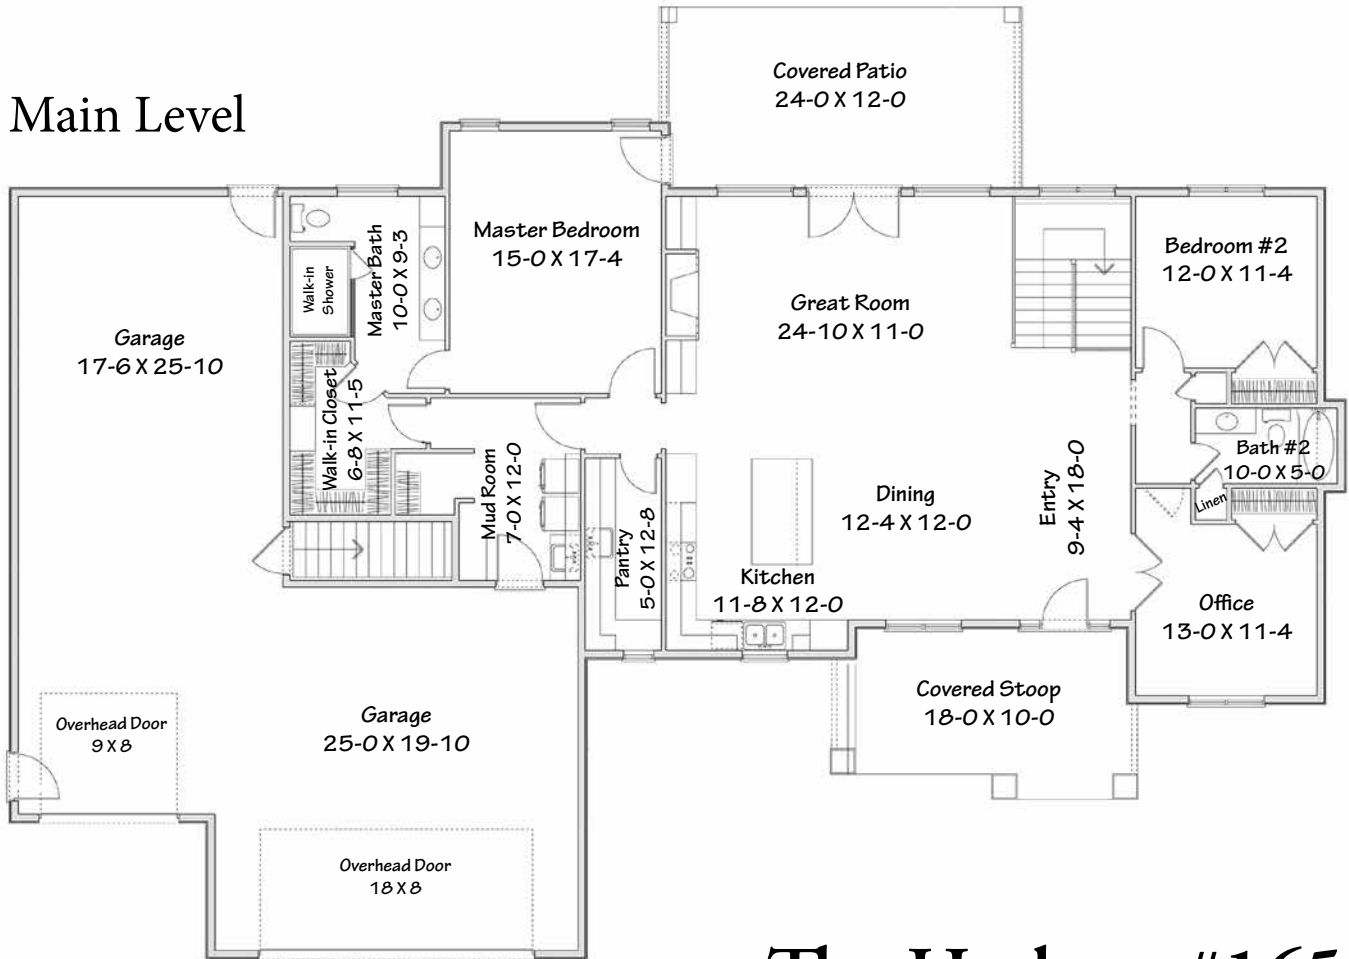 Main Level
Covered Patio
24-0 X 12-0
Master Bedroom
15-0 X 17-4
Master Bath
10-0 X 9-3
Walk-in
Shower
Garage
17-6 X 25-10
Walk-in Closet
6-8 X 11-5
Great Room
24-10 X 11-0
Bedroom #2
12-0 X 11-4
Bath #2
10-0 X 5-0
Linen
Mud Room
7-0 X 12-0
Pantry
5-0 X 12-8
Dining
12-4 X 12-0
Entry
9-4 X 18-0
Kitchen
11-8 X 12-0
Office
13-0 X 11-4
Covered Stoop
18-0 X 10-0
Overhead Door
9 X 8
Garage
25-0 X 19-10
Overhead Door
18 X 8